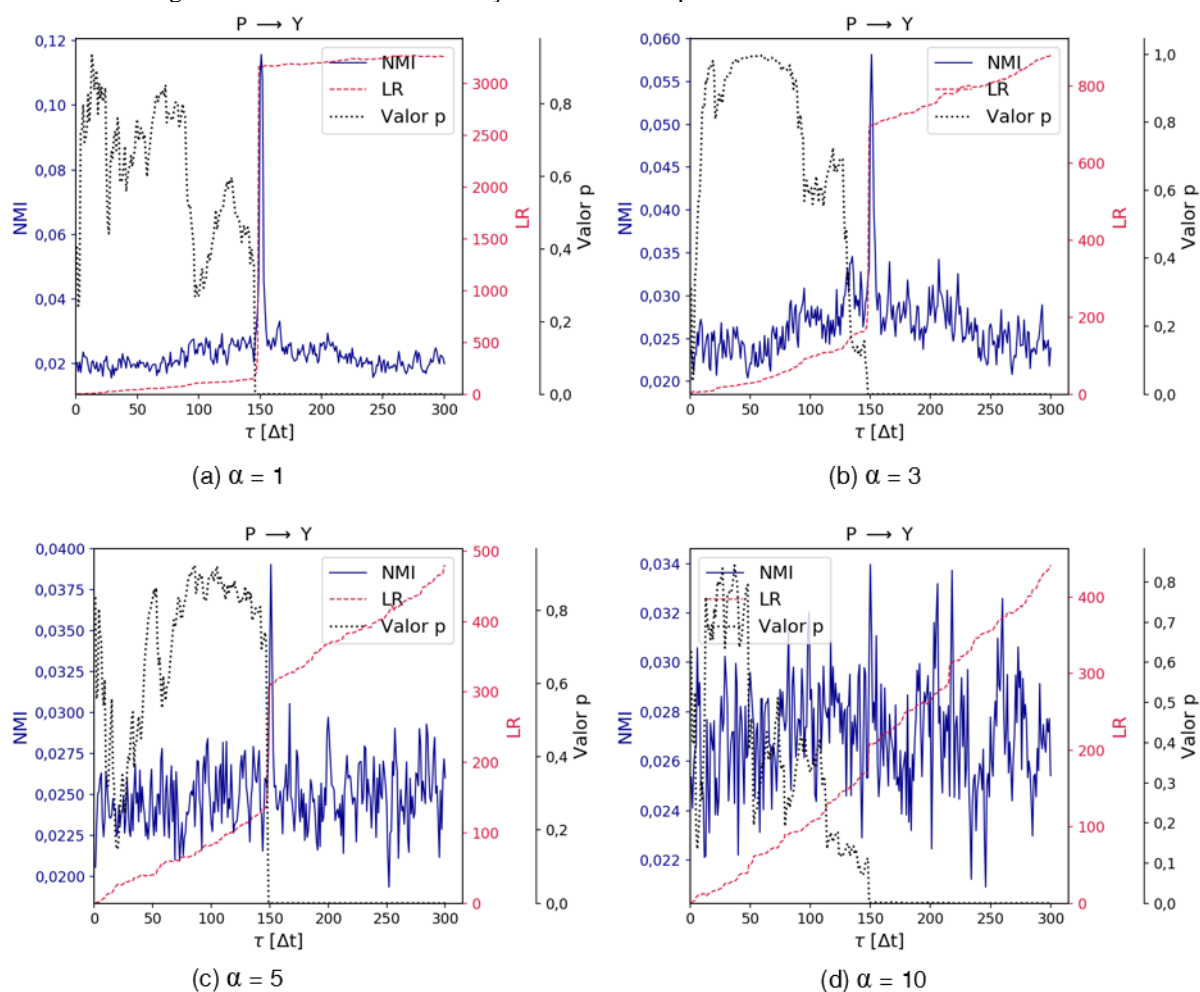 P ⟶ Y
0,12
0,10
0,08
0,06
0,04
0,02
NMI
NMI
LR
Valor p
3000
2500
2000
1500
1000
500
0
LR
0,8
0,6
0,4
0,2
0,0
Valor p
0 50 100 150 200 250 300
τ [Δt]
(a) α = 1
P ⟶ Y
0,060
0,055
0,050
0,045
0,040
0,035
0,030
0,025
0,020
NMI
NMI
LR
Valor p
800
600
400
200
0
LR
1,0
0,8
0,6
0,4
0,2
0,0
Valor p
0 50 100 150 200 250 300
τ [Δt]
(b) α = 3
P ⟶ Y
0,0400
0,0375
0,0350
0,0325
0,0300
0,0275
0,0250
0,0225
0,0200
NMI
NMI
LR
Valor p
500
400
300
200
100
0
LR
0,8
0,6
0,4
0,2
0,0
Valor p
0 50 100 150 200 250 300
τ [Δt]
(c) α = 5
P ⟶ Y
0,034
0,032
0,030
0,028
0,026
0,024
0,022
NMI
NMI
LR
Valor p
400
300
200
100
0
LR
0,8
0,7
0,6
0,5
0,4
0,3
0,2
0,1
0,0
Valor p
0 50 100 150 200 250 300
τ [Δt]
(d) α = 10